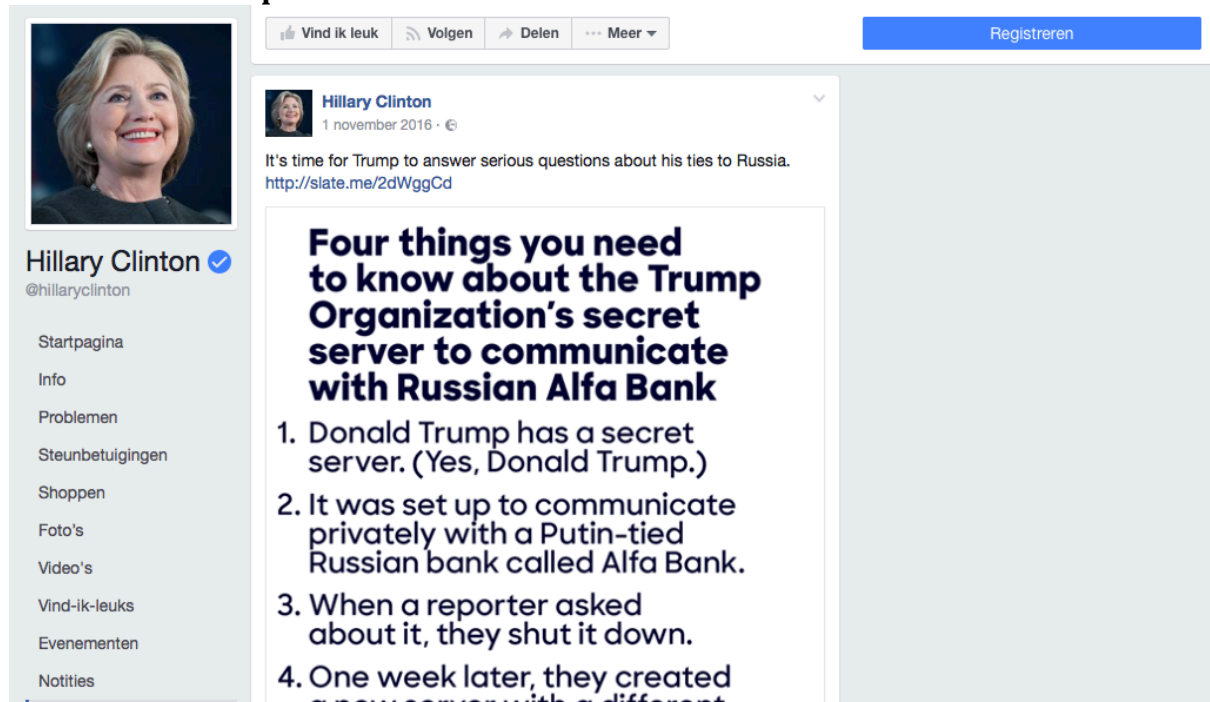 Vind ik leuk
Volgen
Delen
Meer
Registreren
Hillary Clinton
@hillaryclinton
Startpagina
Info
Problemen
Steunbetuigingen
Shoppen
Foto's
Video's
Vind-ik-leuks
Evenementen
Notities
Hillary Clinton
1 november 2016 ·
It's time for Trump to answer serious questions about his ties to Russia.
http://slate.me/2dWggCd
Four things you need
to know about the Trump
Organization's secret
server to communicate
with Russian Alfa Bank
1. Donald Trump has a secret
server. (Yes, Donald Trump.)
2. It was set up to communicate
privately with a Putin-tied
Russian bank called Alfa Bank.
3. When a reporter asked
about it, they shut it down.
4. One week later, they created
a new server with a different